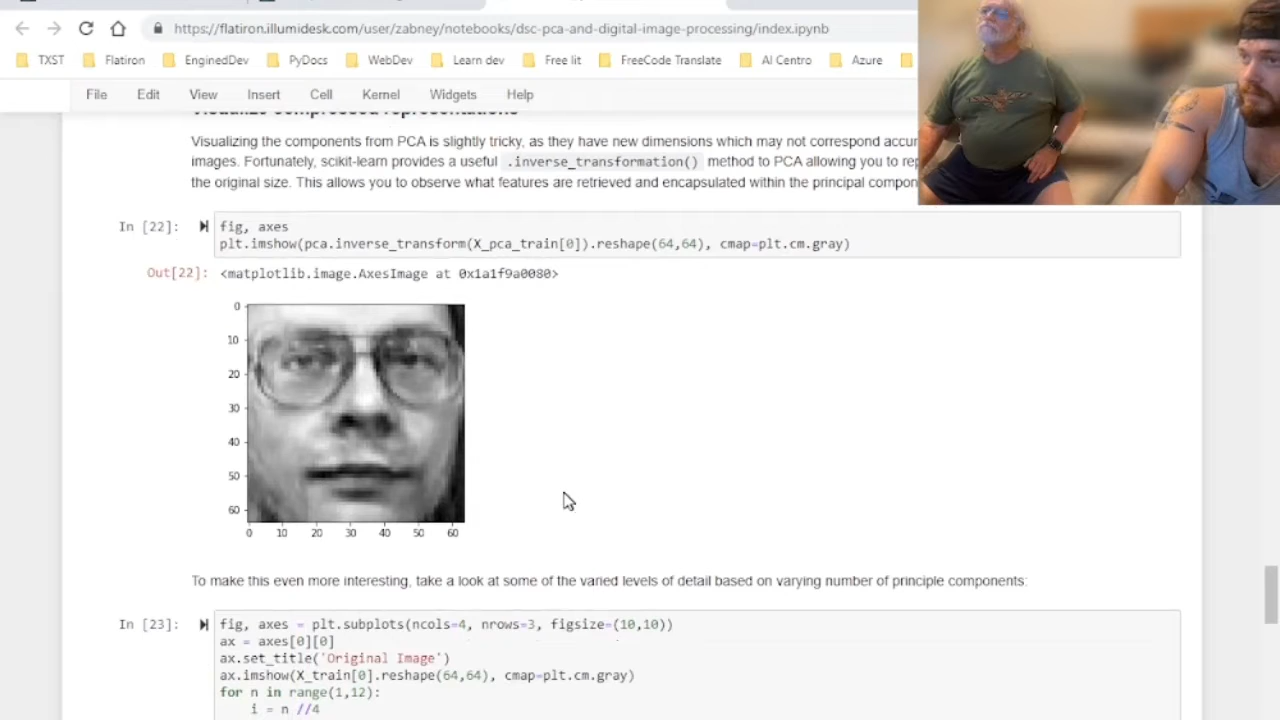 https://flatiron.illumidesk.com/user/zabney/notebooks/dsc-pca-and-digital-image-processing/index.ipynb
TXST Flatiron EnginedDev PyDocs WebDev Learn dev Free lit FreeCode Translate AI Centro Azure
File Edit View Insert Cell Kernel Widgets Help
Visualize compressed representations
Visualizing the components from PCA is slightly tricky, as they have new dimensions which may not correspond accur
images. Fortunately, scikit-learn provides a useful .inverse_transformation() method to PCA allowing you to rep
the original size. This allows you to observe what features are retrieved and encapsulated within the principal compon
In [22]: fig, axes
plt.imshow(pca.inverse_transform(X_pca_train[0]).reshape(64,64), cmap=plt.cm.gray)
Out[22]: <matplotlib.image.AxesImage at 0x1a1f9a0080>
0
10
20
30
40
50
60
0 10 20 30 40 50 60
To make this even more interesting, take a look at some of the varied levels of detail based on varying number of principle components:
In [23]: fig, axes = plt.subplots(ncols=4, nrows=3, figsize=(10,10))
ax = axes[0][0]
ax.set_title('Original Image')
ax.imshow(X_train[0].reshape(64,64), cmap=plt.cm.gray)
for n in range(1,12):
i = n //4